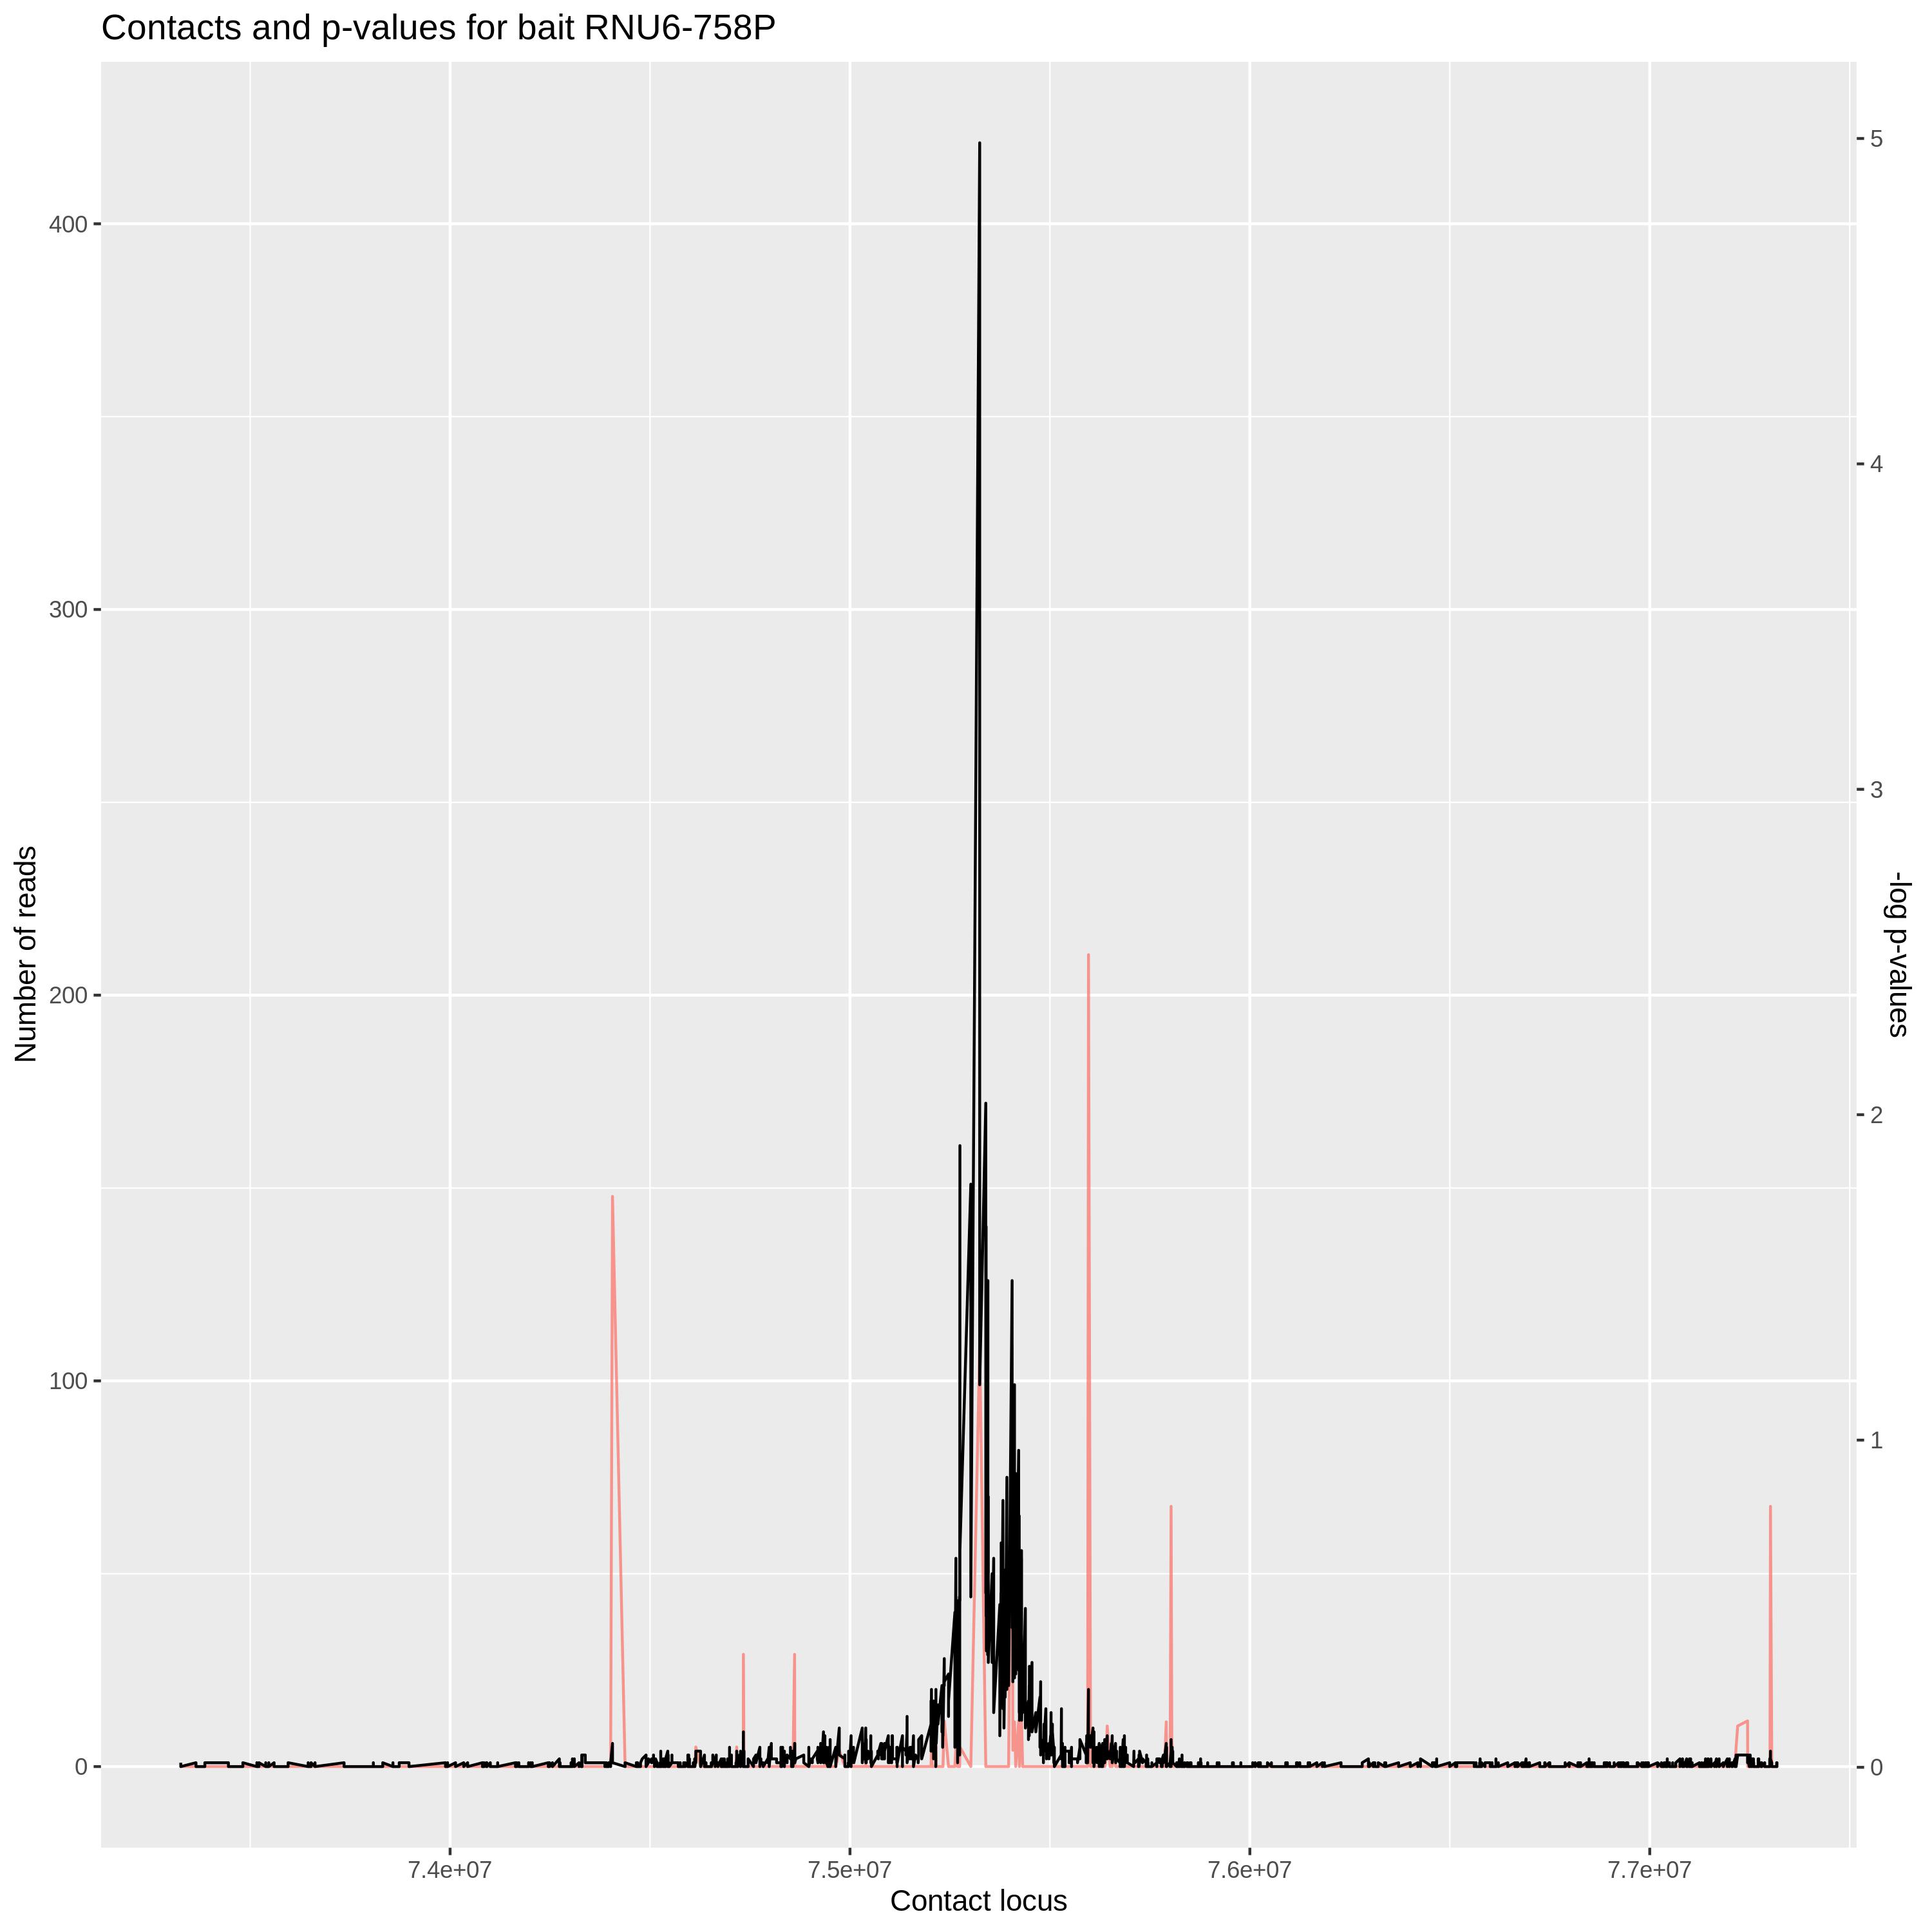 Contacts and p-values for bait RNU6-758P
Number of reads
400
300
200
100
0
5
4
3
2
1
0
-log p-values
7.4e+07 7.5e+07 7.6e+07 7.7e+07
Contact locus